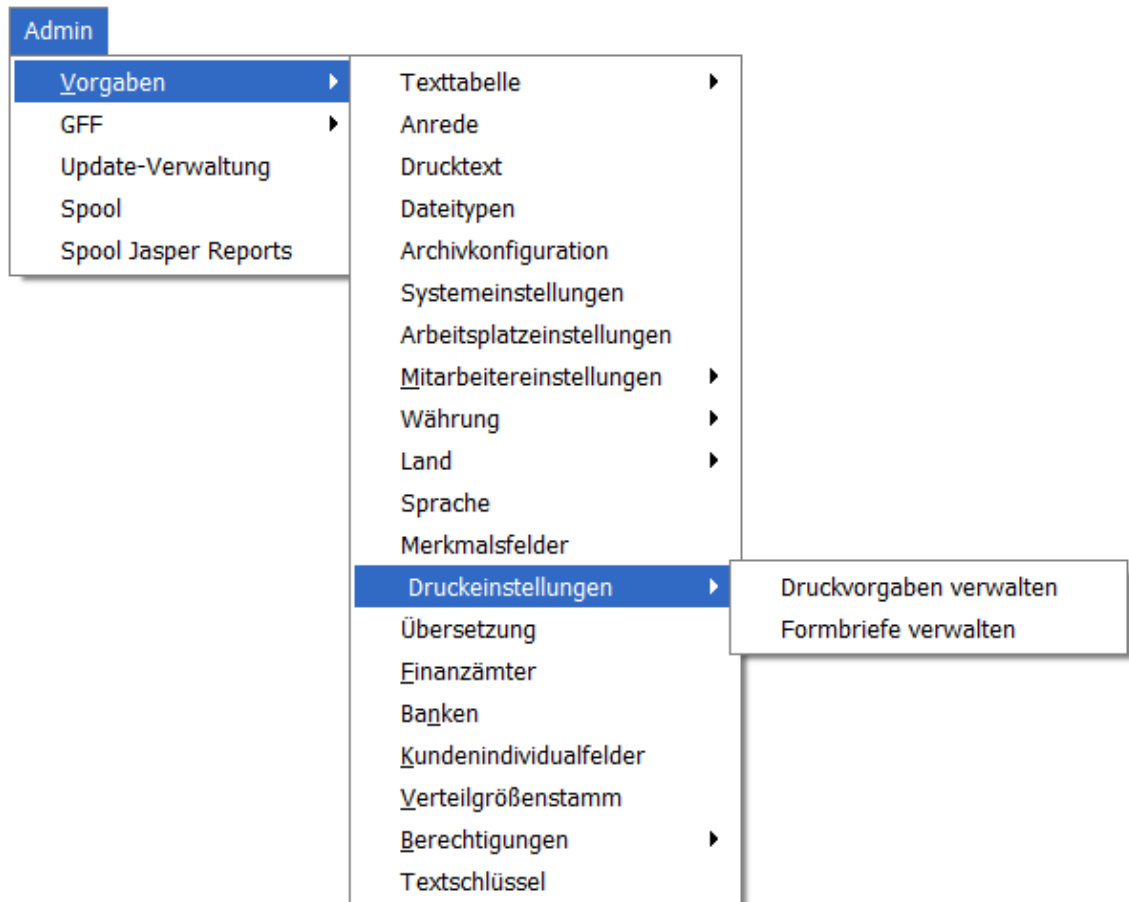 Admin
Vorgaben
GFF
Update-Verwaltung
Spool
Spool Jasper Reports
Texttabelle
Anrede
Drucktext
Dateitypen
Archivkonfiguration
Systemeinstellungen
Arbeitsplatzeinstellungen
Mitarbeitereinstellungen
Währung
Land
Sprache
Merkmalsfelder
Druckeinstellungen
Übersetzung
Finanzämter
Banken
Kundenindividualfelder
Verteilgrößenstamm
Berechtigungen
Textschlüssel
Druckvorgaben verwalten
Formbriefe verwalten